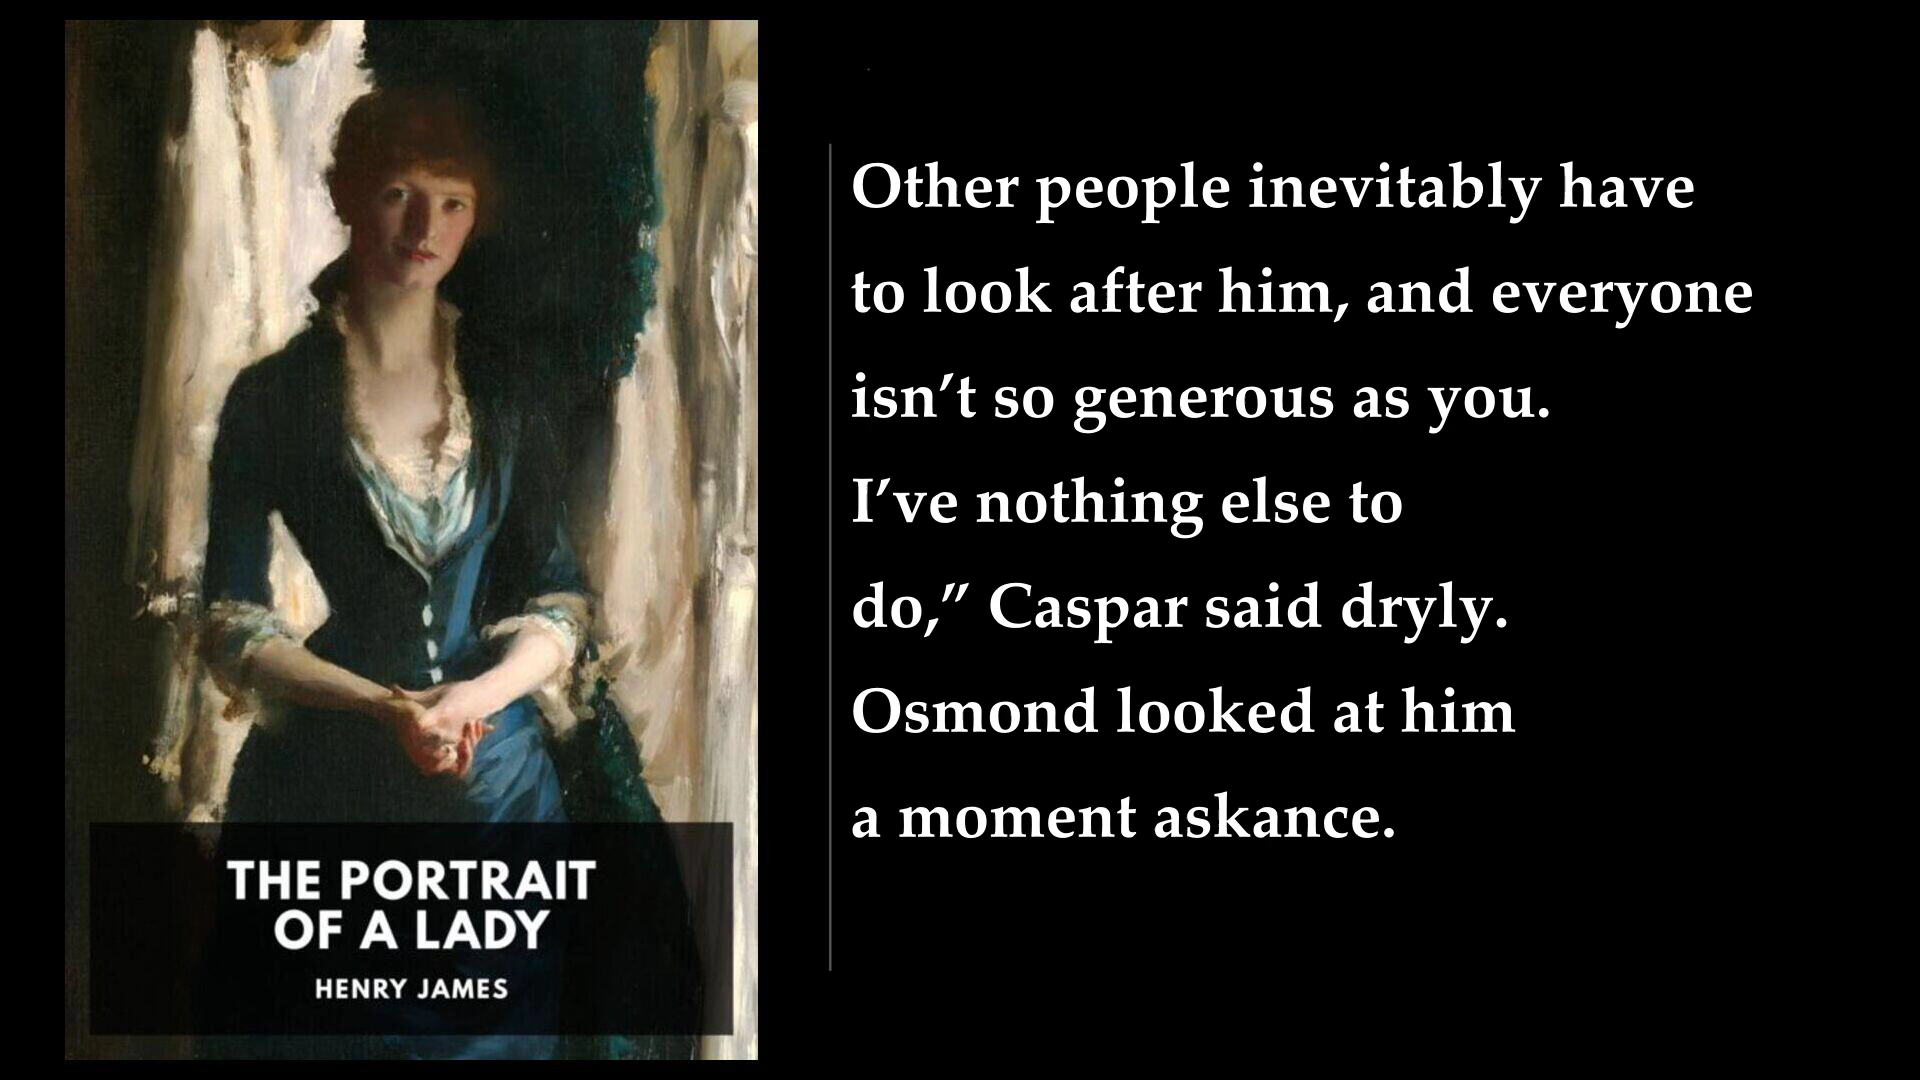 THE PORTRAIT
OF A LADY
HENRY JAMES
Other people inevitably have
to look after him, and everyone
isn’t so generous as you.
I’ve nothing else to
do,” Caspar said dryly.
Osmond looked at him
a moment askance.